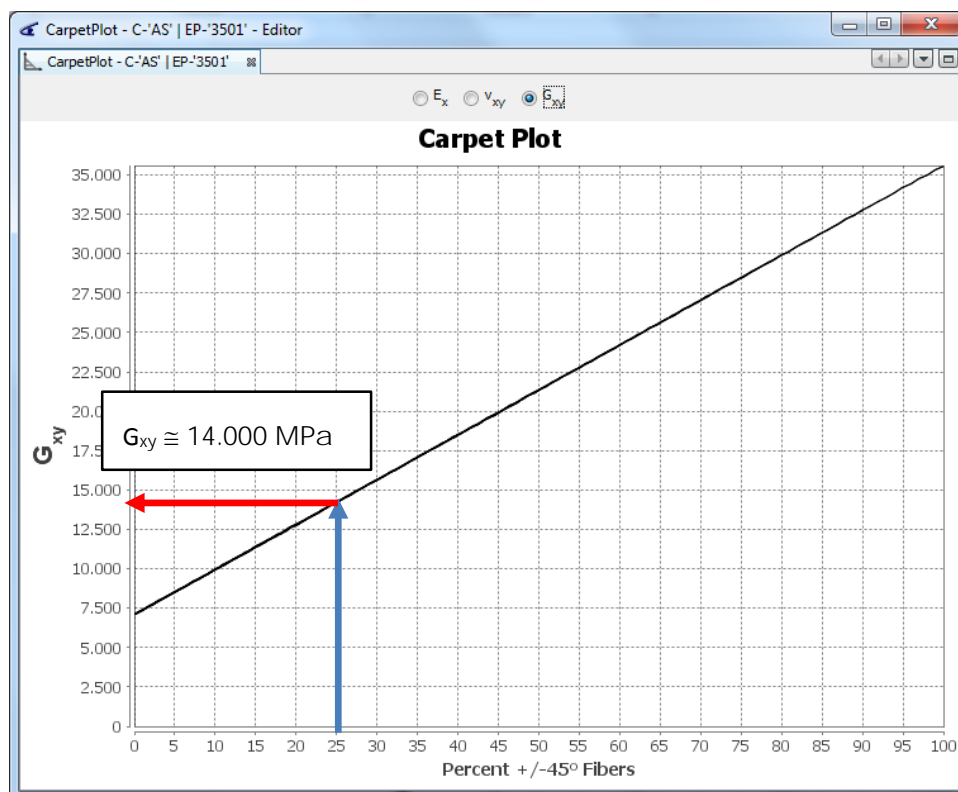 CarpetPlot - C-'AS' | EP-'3501' - Editor
CarpetPlot - C-'AS' | EP-'3501'
Ex vxy Gxy
Carpet Plot
35.000
32.500
30.000
27.500
25.000
22.500
20.0
Gxy ≅ 14.000 MPa
17.5
15.000
12.500
10.000
7.500
5.000
2.500
0
Gxy
0 5 10 15 20 25 30 35 40 45 50 55 60 65 70 75 80 85 90 95 100
Percent +/-45º Fibers